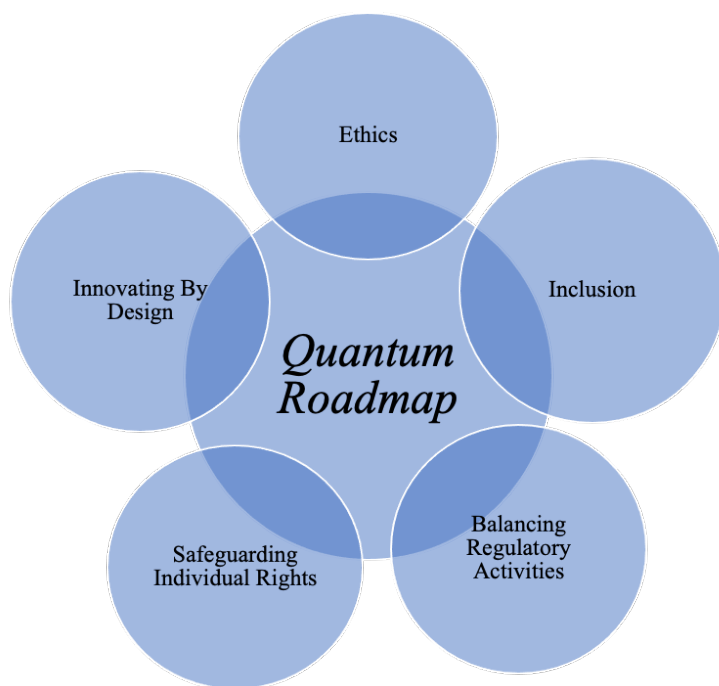 Ethics
Innovating By
Design
Inclusion
Quantum
Roadmap
Safeguarding
Individual Rights
Balancing
Regulatory
Activities